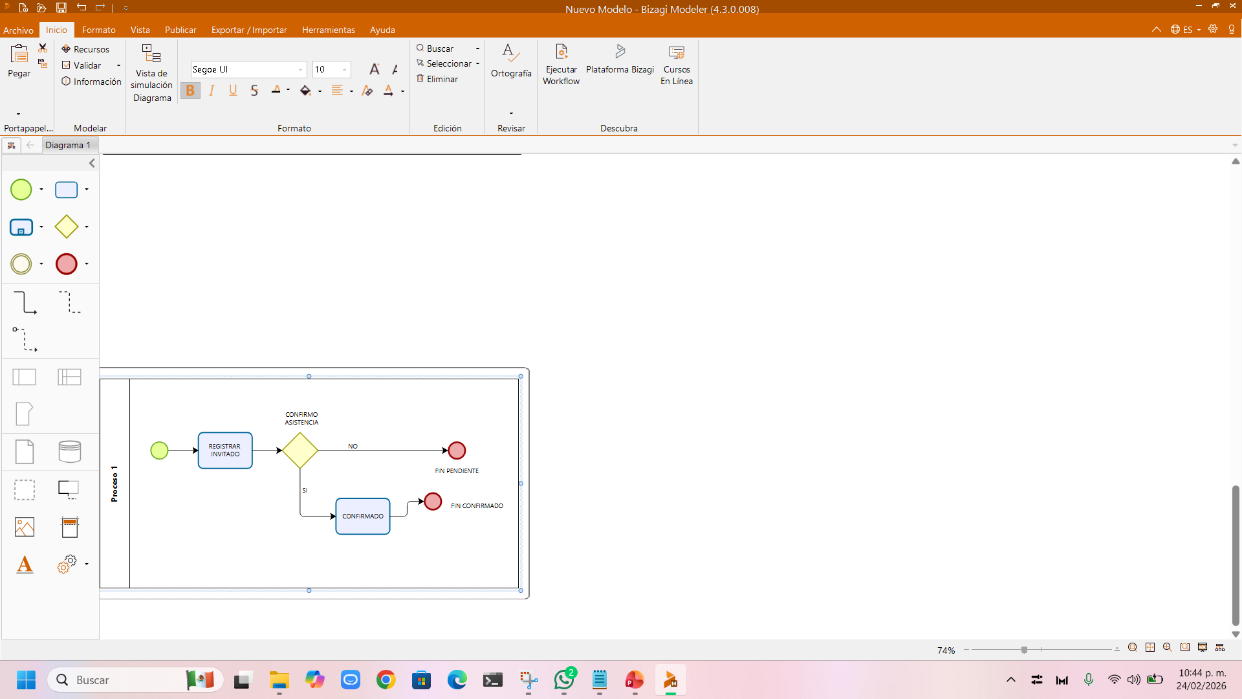 Nuevo Modelo - Bizagi Modeler (4.3.0.008)
Archivo Inicio Formato Vista Publicar Exportar / Importar Herramientas Ayuda
ES
Pegar
Recursos
Validar
Información
Vista de
simulación
Diagrama
Segoe UI
10
B I U S
Buscar
Seleccionar
Eliminar
Ortografía
Ejecutar
Workflow
Plataforma Bizagi
Cursos
En Línea
Portapapel...
Modelar
Formato
Edición
Revisar
Descubra
Diagrama 1
Proceso 1
REGISTRAR
INVITADO
CONFIRMO
ASISTENCIA
NO
FIN PENDIENTE
SI
CONFIRMADO
FIN CONFIRMADO
74%
Buscar
2
10:44 p. m.
24/02/2026